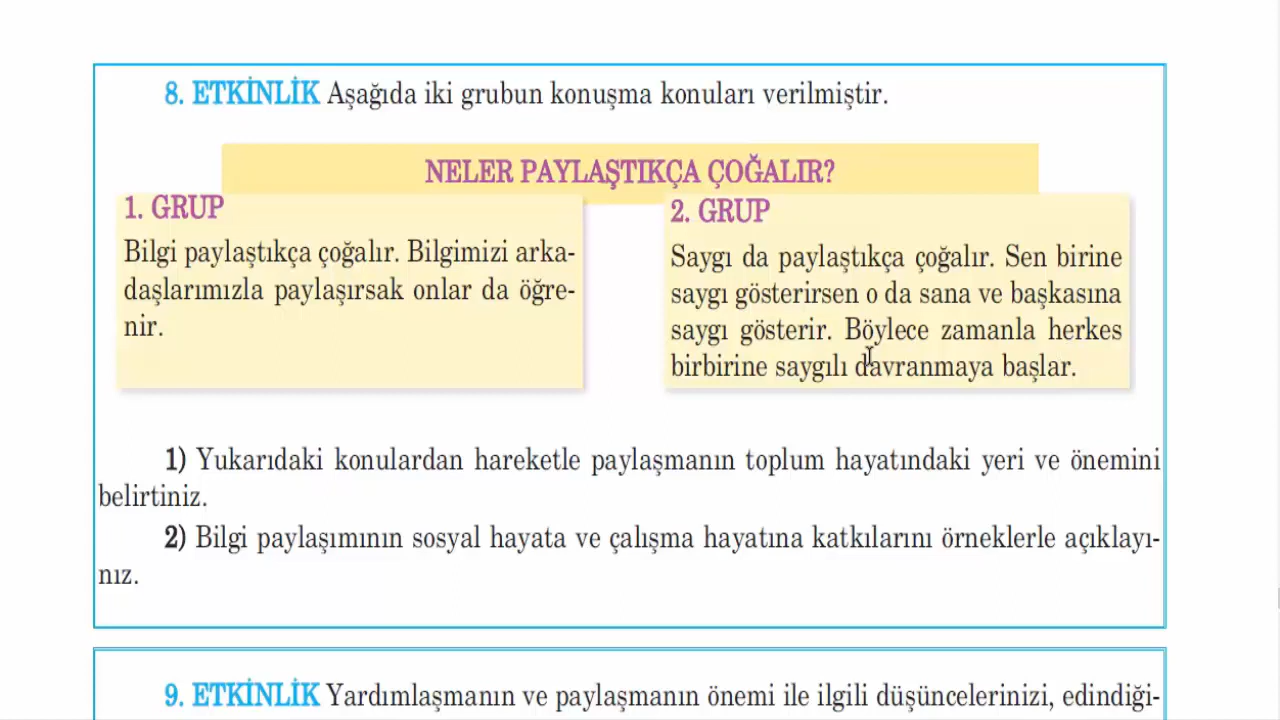 8. ETKİNLİK Aşağıda iki grubun konuşma konuları verilmiştir.
NELER PAYLAŞTIKÇA ÇOĞALIR?
1. GRUP
Bilgi paylaştıkça çoğalır. Bilgimizi arka-
daşlarımızla paylaşırsak onlar da öğre-
nir.
2. GRUP
Saygı da paylaştıkça çoğalır. Sen birine
saygı gösterirsen o da sana ve başkasına
saygı gösterir. Böylece zamanla herkes
birbirine saygılı davranmaya başlar.
1) Yukarıdaki konulardan hareketle paylaşmanın toplum hayatındaki yeri ve önemini
belirtiniz.
2) Bilgi paylaşımının sosyal hayata ve çalışma hayatına katkılarını örneklerle açıklayı-
nız.
9. ETKİNLİK Yardımlaşmanın ve paylaşmanın önemi ile ilgili düşüncelerinizi, edindiği-